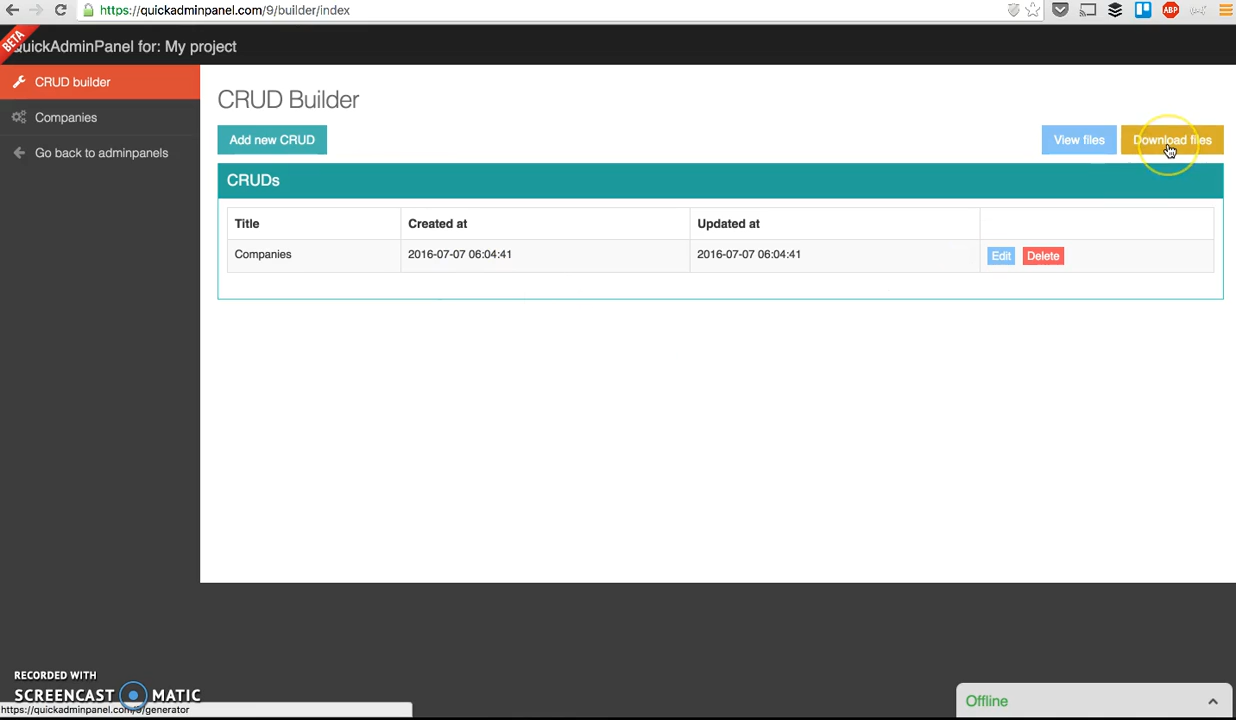 https://quickadminpanel.com/9/builder/index
ABP
BETA
QuickAdminPanel for: My project
CRUD builder
Companies
Go back to adminpanels
CRUD Builder
Add new CRUD
View files
Download files
CRUDs
Title Created at Updated at
Companies 2016-07-07 06:04:41 2016-07-07 06:04:41 Edit Delete
RECORDED WITH
SCREENCAST MATIC
https://quickadminpanel.com/9/generator
Offline